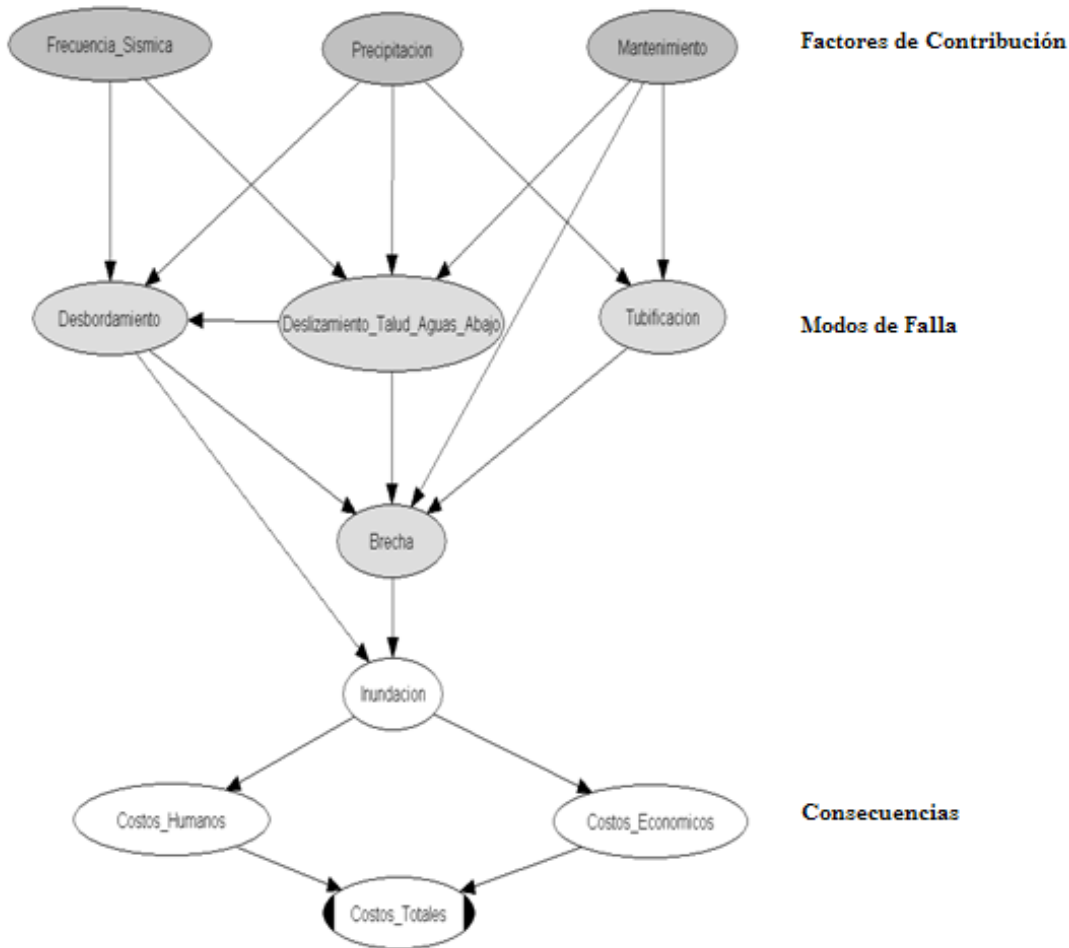 Frecuencia_Sismica
Precipitacion
Mantenimiento
Factores de Contribución
Desbordamiento
Deslizamiento_Talud_Aguas_Abajo
Tubificacion
Modos de Falla
Brecha
Inundacion
Costos_Humanos
Costos_Economicos
Consecuencias
Costos_Totales